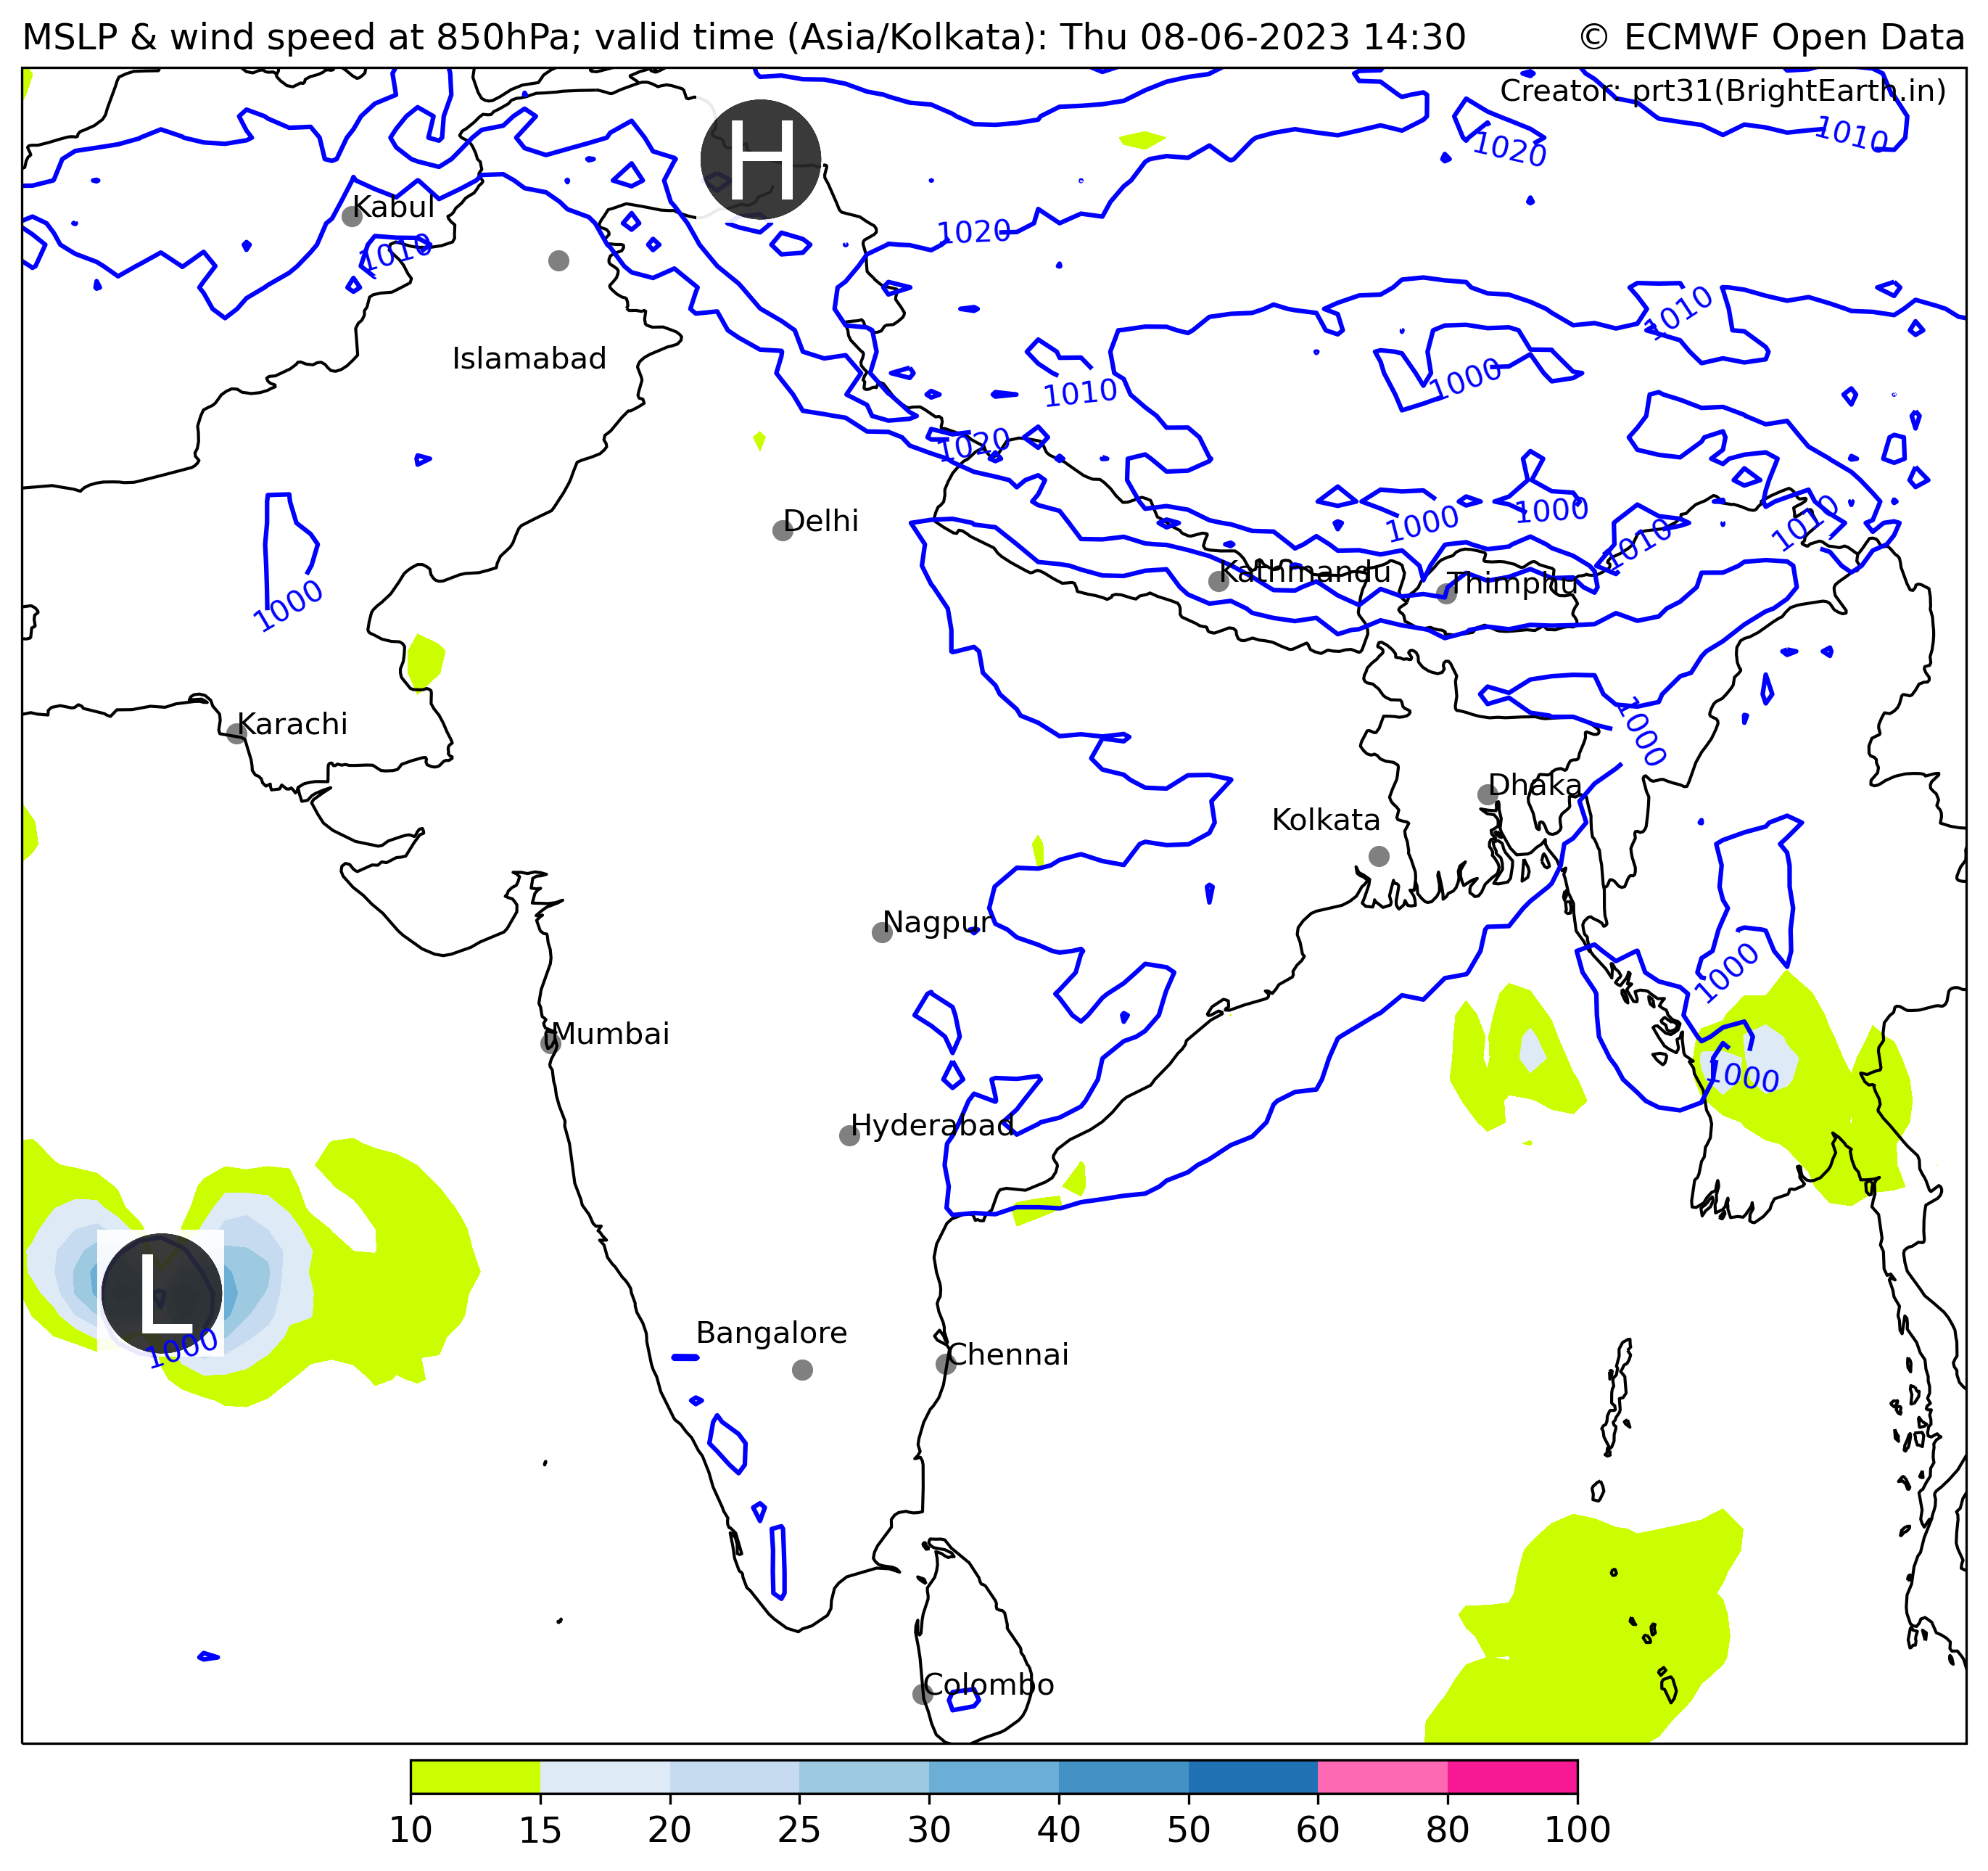 MSLP & wind speed at 850hPa; valid time (Asia/Kolkata): Thu 08-06-2023 14:30 © ECMWF Open Data
Creator: prt31(BrightEarth.in)
H
1010
1020
Kabul
1020
1010
1010
Islamabad
1000
1010
1020
Delhi
1000
1000
1010
1010
Kathmandu
Thimphu
1000
Karachi
1000
Dhaka
Kolkata
Nagpur
1000
Mumbai
1000
Hyderabad
L
1000
Bangalore
Chennai
Colombo
10 15 20 25 30 40 50 60 80 100